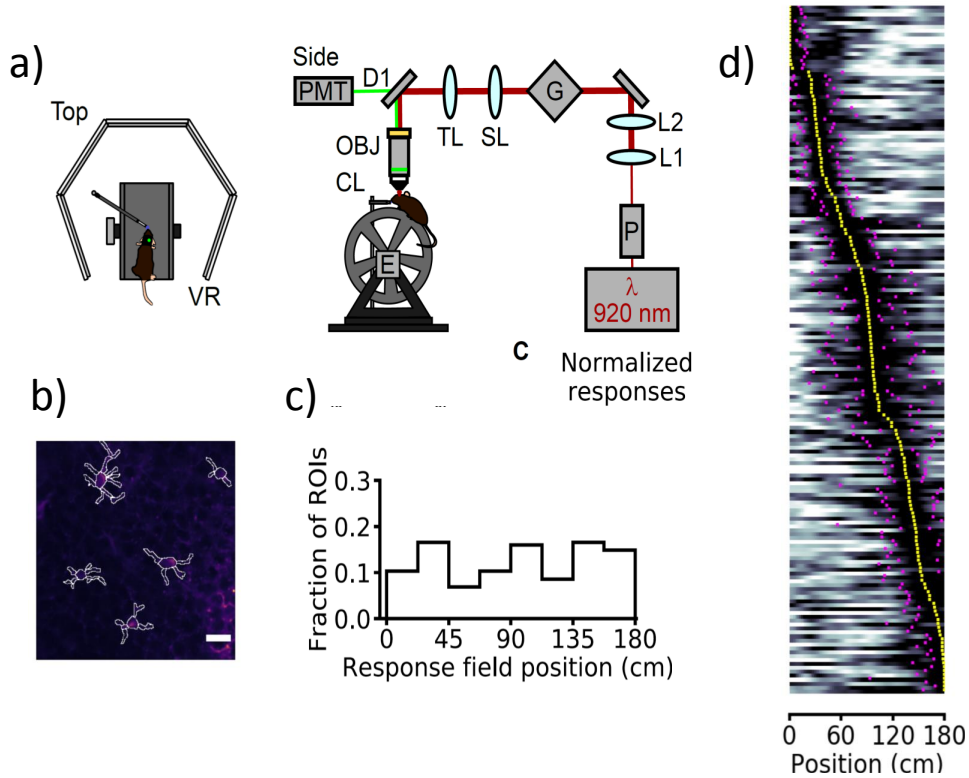 a)
Top
VR
Side
PMT
D1
OBJ
CL
TL
SL
G
L2
L1
P
E
λ
920 nm
c
Normalized
responses
b)
c)
Fraction of ROIs
0.3
0.2
0.1
0.0
0 45 90 135 180
Response field position (cm)
d)
0 60 120 180
Position (cm)